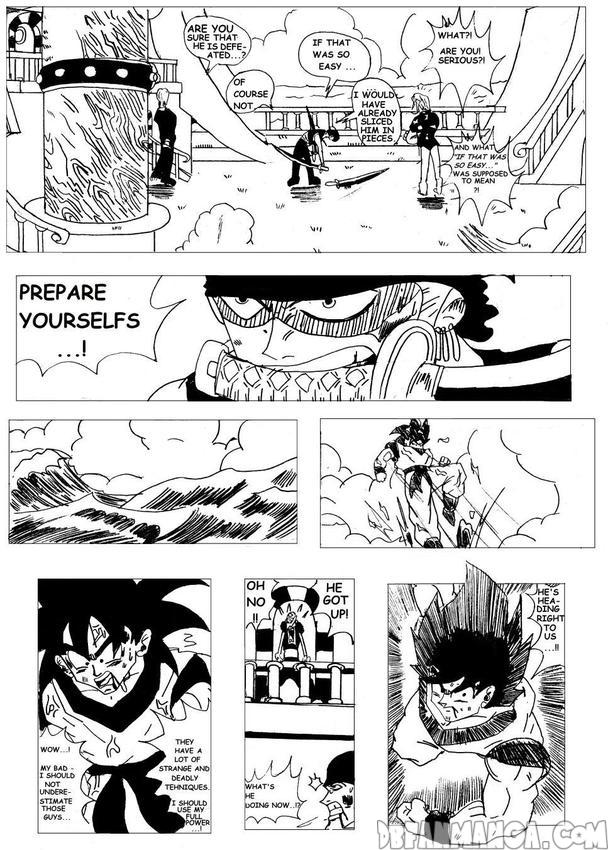 ARE YOU
SURE THAT
HE IS DEFE-
ATED...?
OF
COURSE
NOT.
IF THAT
WAS SO
EASY ...
I WOULD
HAVE
ALREADY
SLICED
HIM IN
PIECES.
WHAT?!
ARE YOU!
SERIOUS?!
AND WHAT
"IF THAT WAS
SO EASY..."
WAS SUPPOSED
TO MEAN
?!
PREPARE
YOURSELFS
...!
WOW...!
MY BAD -
I SHOULD
NOT
UNDERE-
STIMATE
THOSE
GUYS...
THEY
HAVE A
LOT OF
STRANGE AND
DEADLY
TEHNIQUES.
I SHOULD
USE MY
FULL
POWER
...!
OH
NO
!!
HE
GOT
UP!
WHAT'S
HE
DOING NOW..!?
HE'S
HEA-
DING
RIGHT
TO
US
...!!
DBFANMANGA.COM